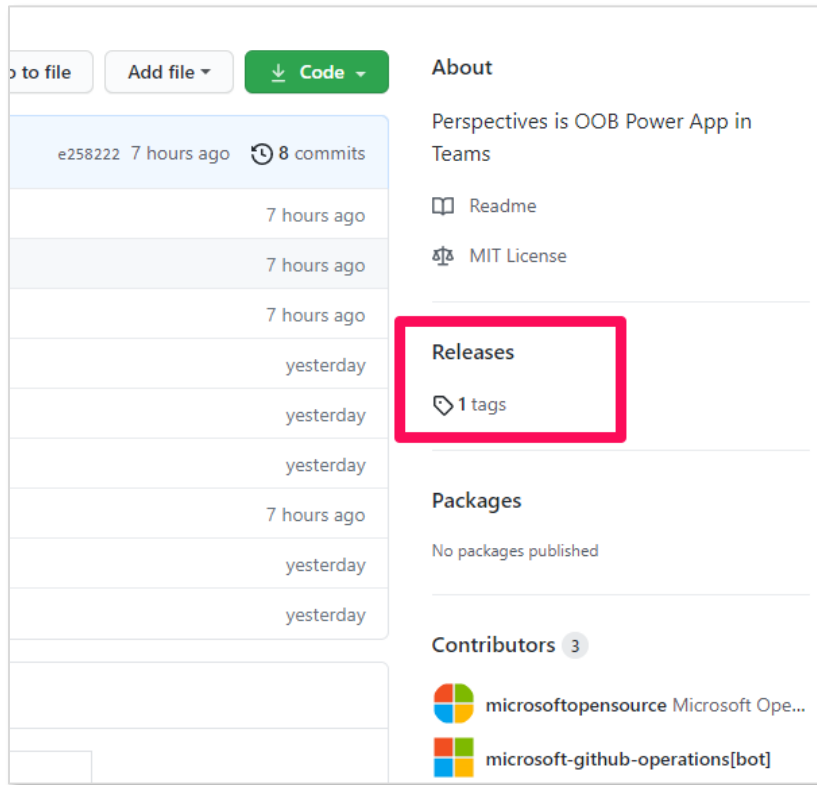 o to file
Add file
Code
e258222 7 hours ago 8 commits
7 hours ago
7 hours ago
7 hours ago
yesterday
yesterday
yesterday
7 hours ago
yesterday
yesterday
About
Perspectives is OOB Power App in
Teams
Readme
MIT License
Releases
1 tags
Packages
No packages published
Contributors 3
microsoftopensource Microsoft Ope...
microsoft-github-operations[bot]